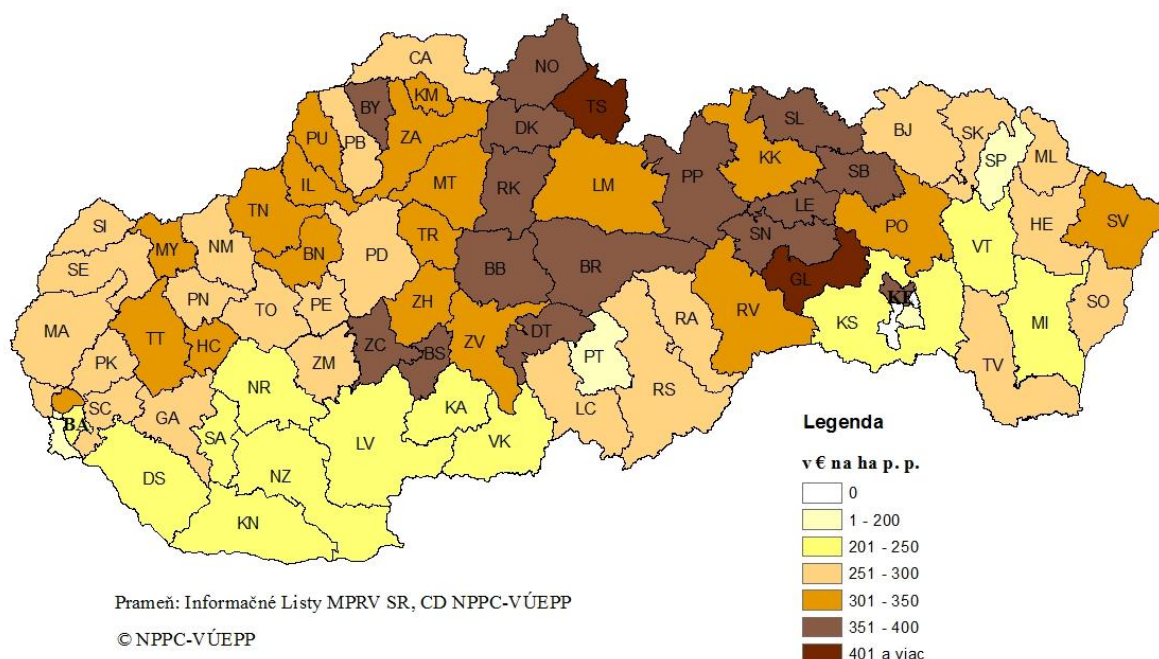 CA
NO
KM
BY
TS
PU
PB
ZA
DK
SL
BJ
SK
ML
SP
KK
IL
MT
RK
LM
PP
SB
LE
TN
SI
MY
NM
BN
PD
TR
SN
PO
VT
HE
SV
SE
BB
BR
GL
PN
TO
PE
ZH
RA
RV
KS
KE
MI
SO
MA
TT
HC
ZC
BS
ZV
DT
PT
PK
ZM
RS
TV
BA
SC
GA
NR
KA
LC
SA
LV
VK
DS
NZ
KN
Legenda
v € na ha p. p.
0
1 - 200
201 - 250
251 - 300
301 - 350
351 - 400
401 a viac
Prameň: Informačné Listy MPRV SR, CD NPPC-VÚEPP
© NPPC-VÚEPP